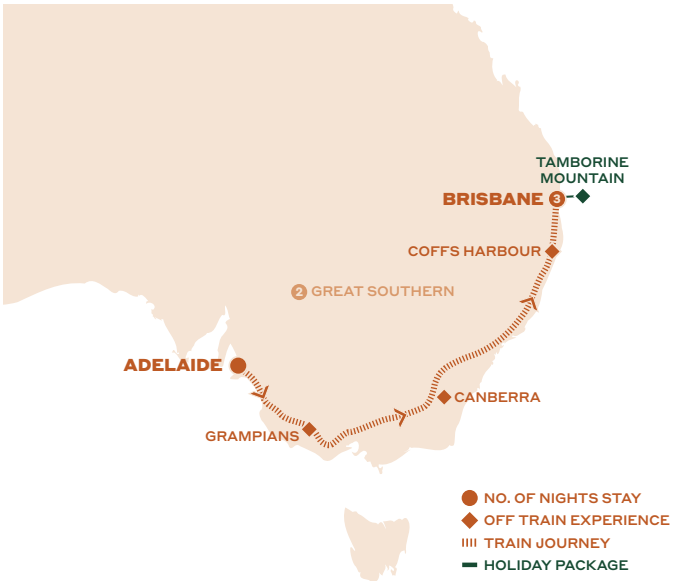 TAMBORINE
MOUNTAIN
BRISBANE 3
COFFS HARBOUR
2 GREAT SOUTHERN
ADELAIDE
CANBERRA
GRAMPIANS
NO. OF NIGHTS STAY
OFF TRAIN EXPERIENCE
TRAIN JOURNEY
HOLIDAY PACKAGE